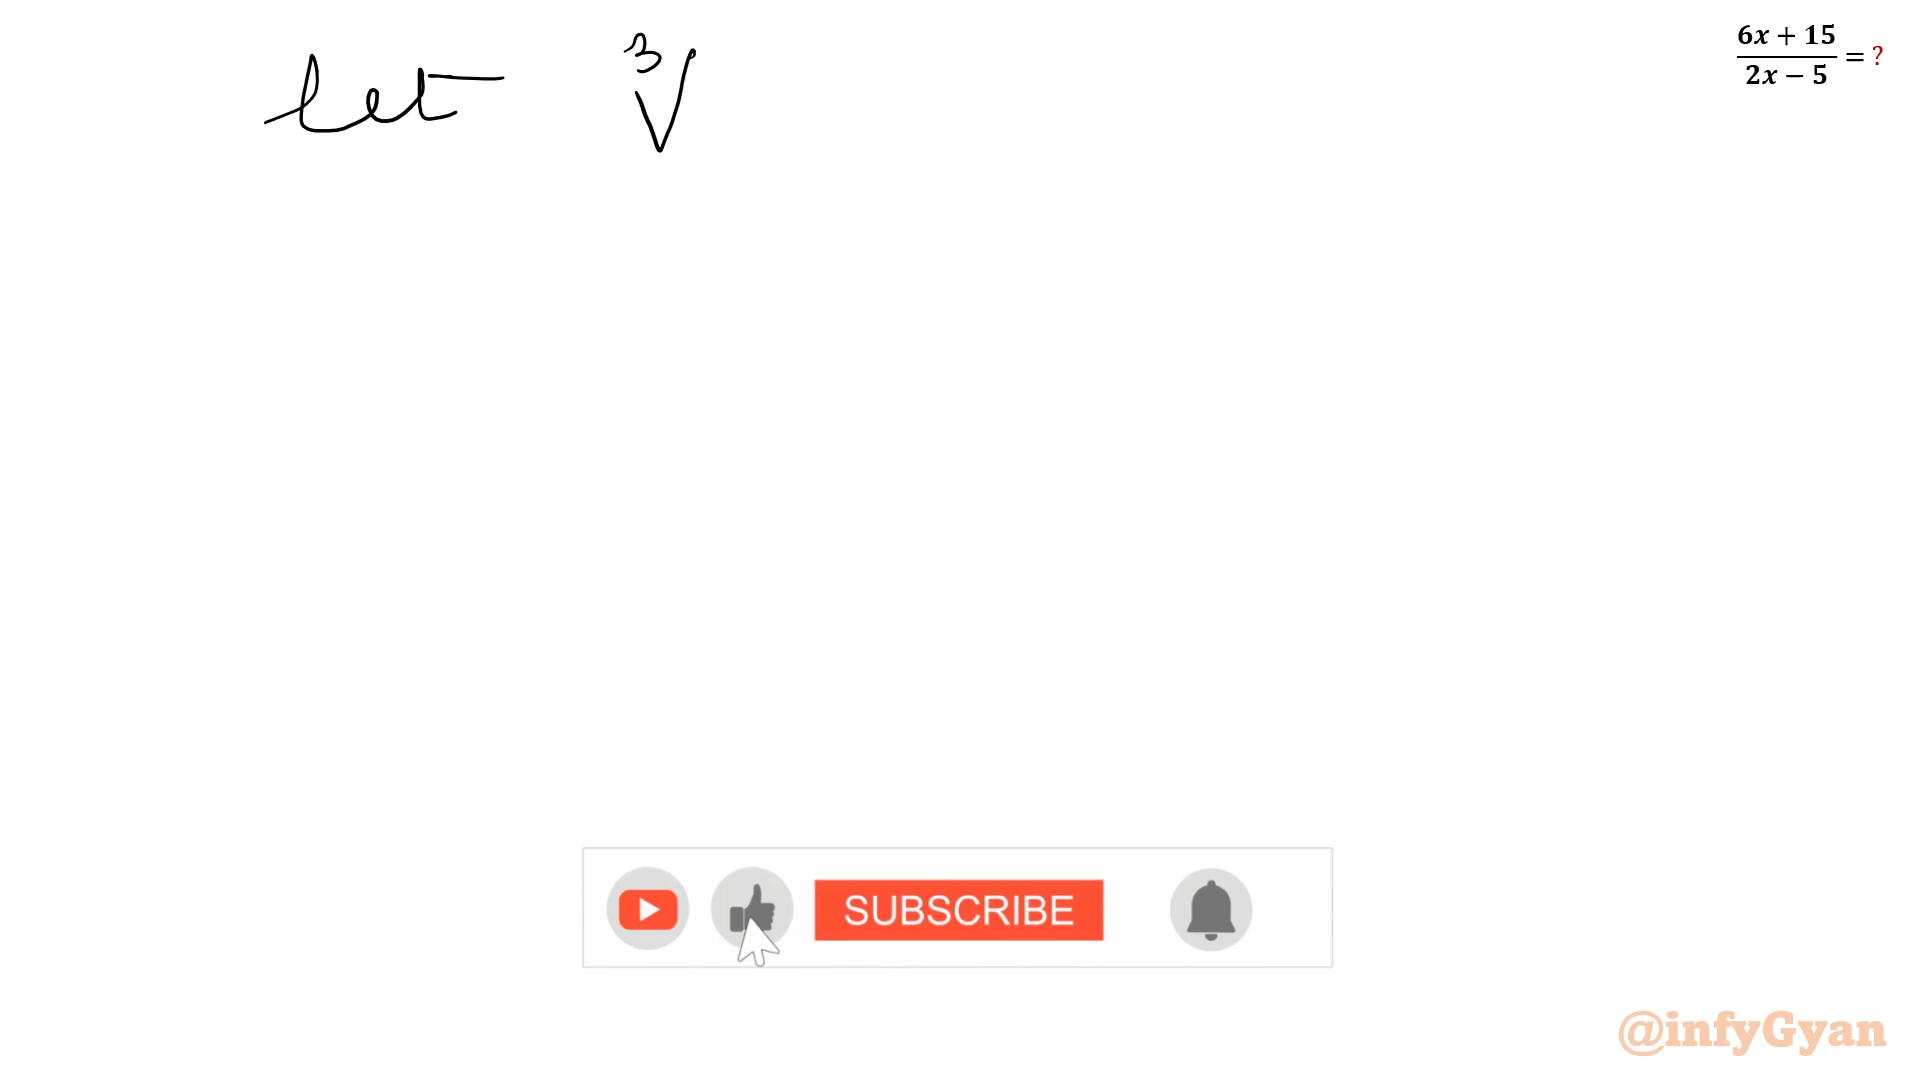 let ∛
6x + 15
/
2x − 5
= ?
SUBSCRIBE
@infyGyan